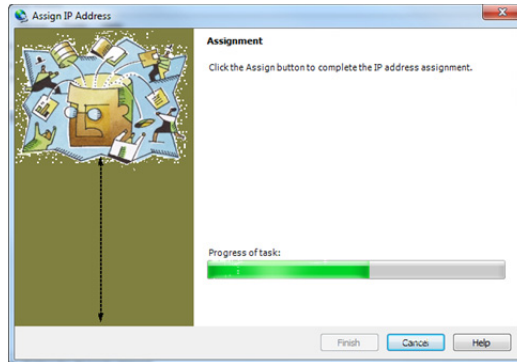 Assign IP Address
Assignment
Click the Assign button to complete the IP address assignment.
Progress of task:
Finish
Cancel
Help